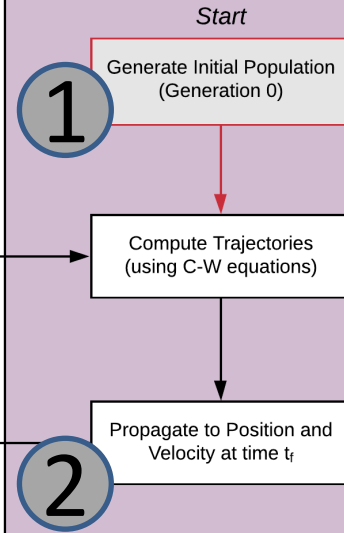 Start
1
Generate Initial Population
(Generation 0)
Compute Trajectories
(using C-W equations)
Propagate to Position and
Velocity at time tf
2